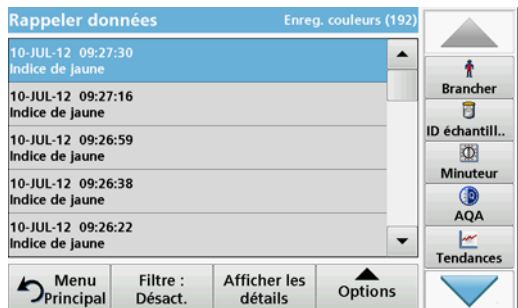 Rappeler données
Enreg. couleurs (192)
10-JUL-12 09:27:30
Indice de jaune
10-JUL-12 09:27:16
Indice de jaune
10-JUL-12 09:26:59
Indice de jaune
10-JUL-12 09:26:38
Indice de jaune
10-JUL-12 09:26:22
Indice de jaune
Brancher
ID échantill..
Minuteur
AQA
Tendances
Menu
Principal
Filtre :
Désact.
Afficher les
détails
Options